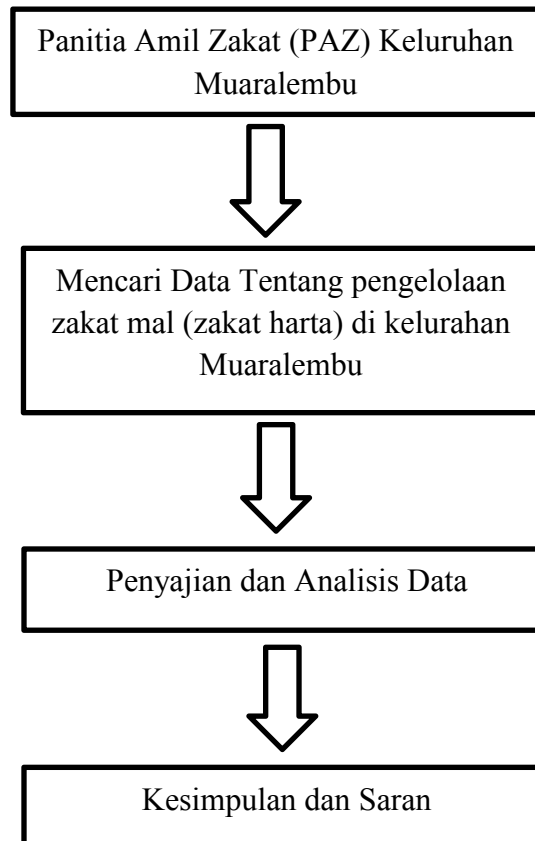 Panitia Amil Zakat (PAZ) Keluruhan
Muaralembu
Mencari Data Tentang pengelolaan
zakat mal (zakat harta) di kelurahan
Muaralembu
Penyajian dan Analisis Data
Kesimpulan dan Saran